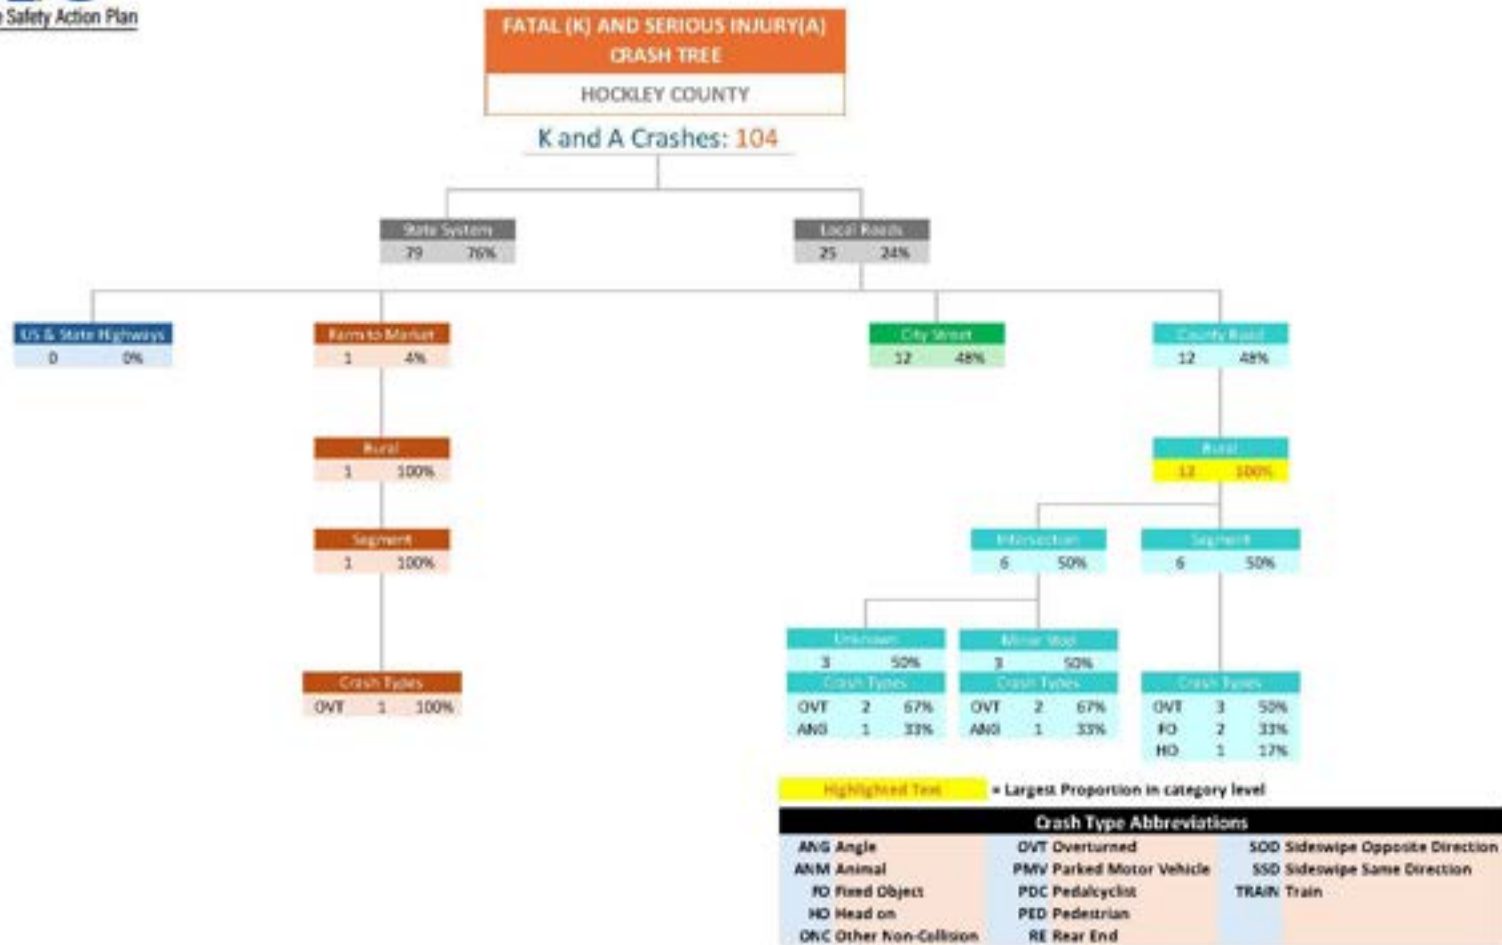 Safety Action Plan
FATAL (K) AND SERIOUS INJURY(A)
CRASH TREE
HOCKLEY COUNTY
K and A Crashes: 104
State System
79 76%
Local Roads
25 24%
US & State Highways
0 0%
Farm to Market
1 4%
City Street
12 48%
County Road
12 48%
Rural
1 100%
Rural
12 100%
Segment
1 100%
Intersection
6 50%
Segment
6 50%
Unknown
3 50%
Minor Stop
3 50%
Crash Types
OVT 1 100%
Crash Types
OVT 2 67%
ANG 1 33%
Crash Types
OVT 2 67%
ANG 1 33%
Crash Types
OVT 3 50%
FO 2 33%
HO 1 17%
Highlighted Text = Largest Proportion in category level
Crash Type Abbreviations
ANG Angle OVT Overturned SOD Sideswipe Opposite Direction
ANM Animal PMV Parked Motor Vehicle SSD Sideswipe Same Direction
FO Fixed Object PDC Pedalcyclist TRAIN Train
HO Head on PED Pedestrian
ONC Other Non-Collision RE Rear End